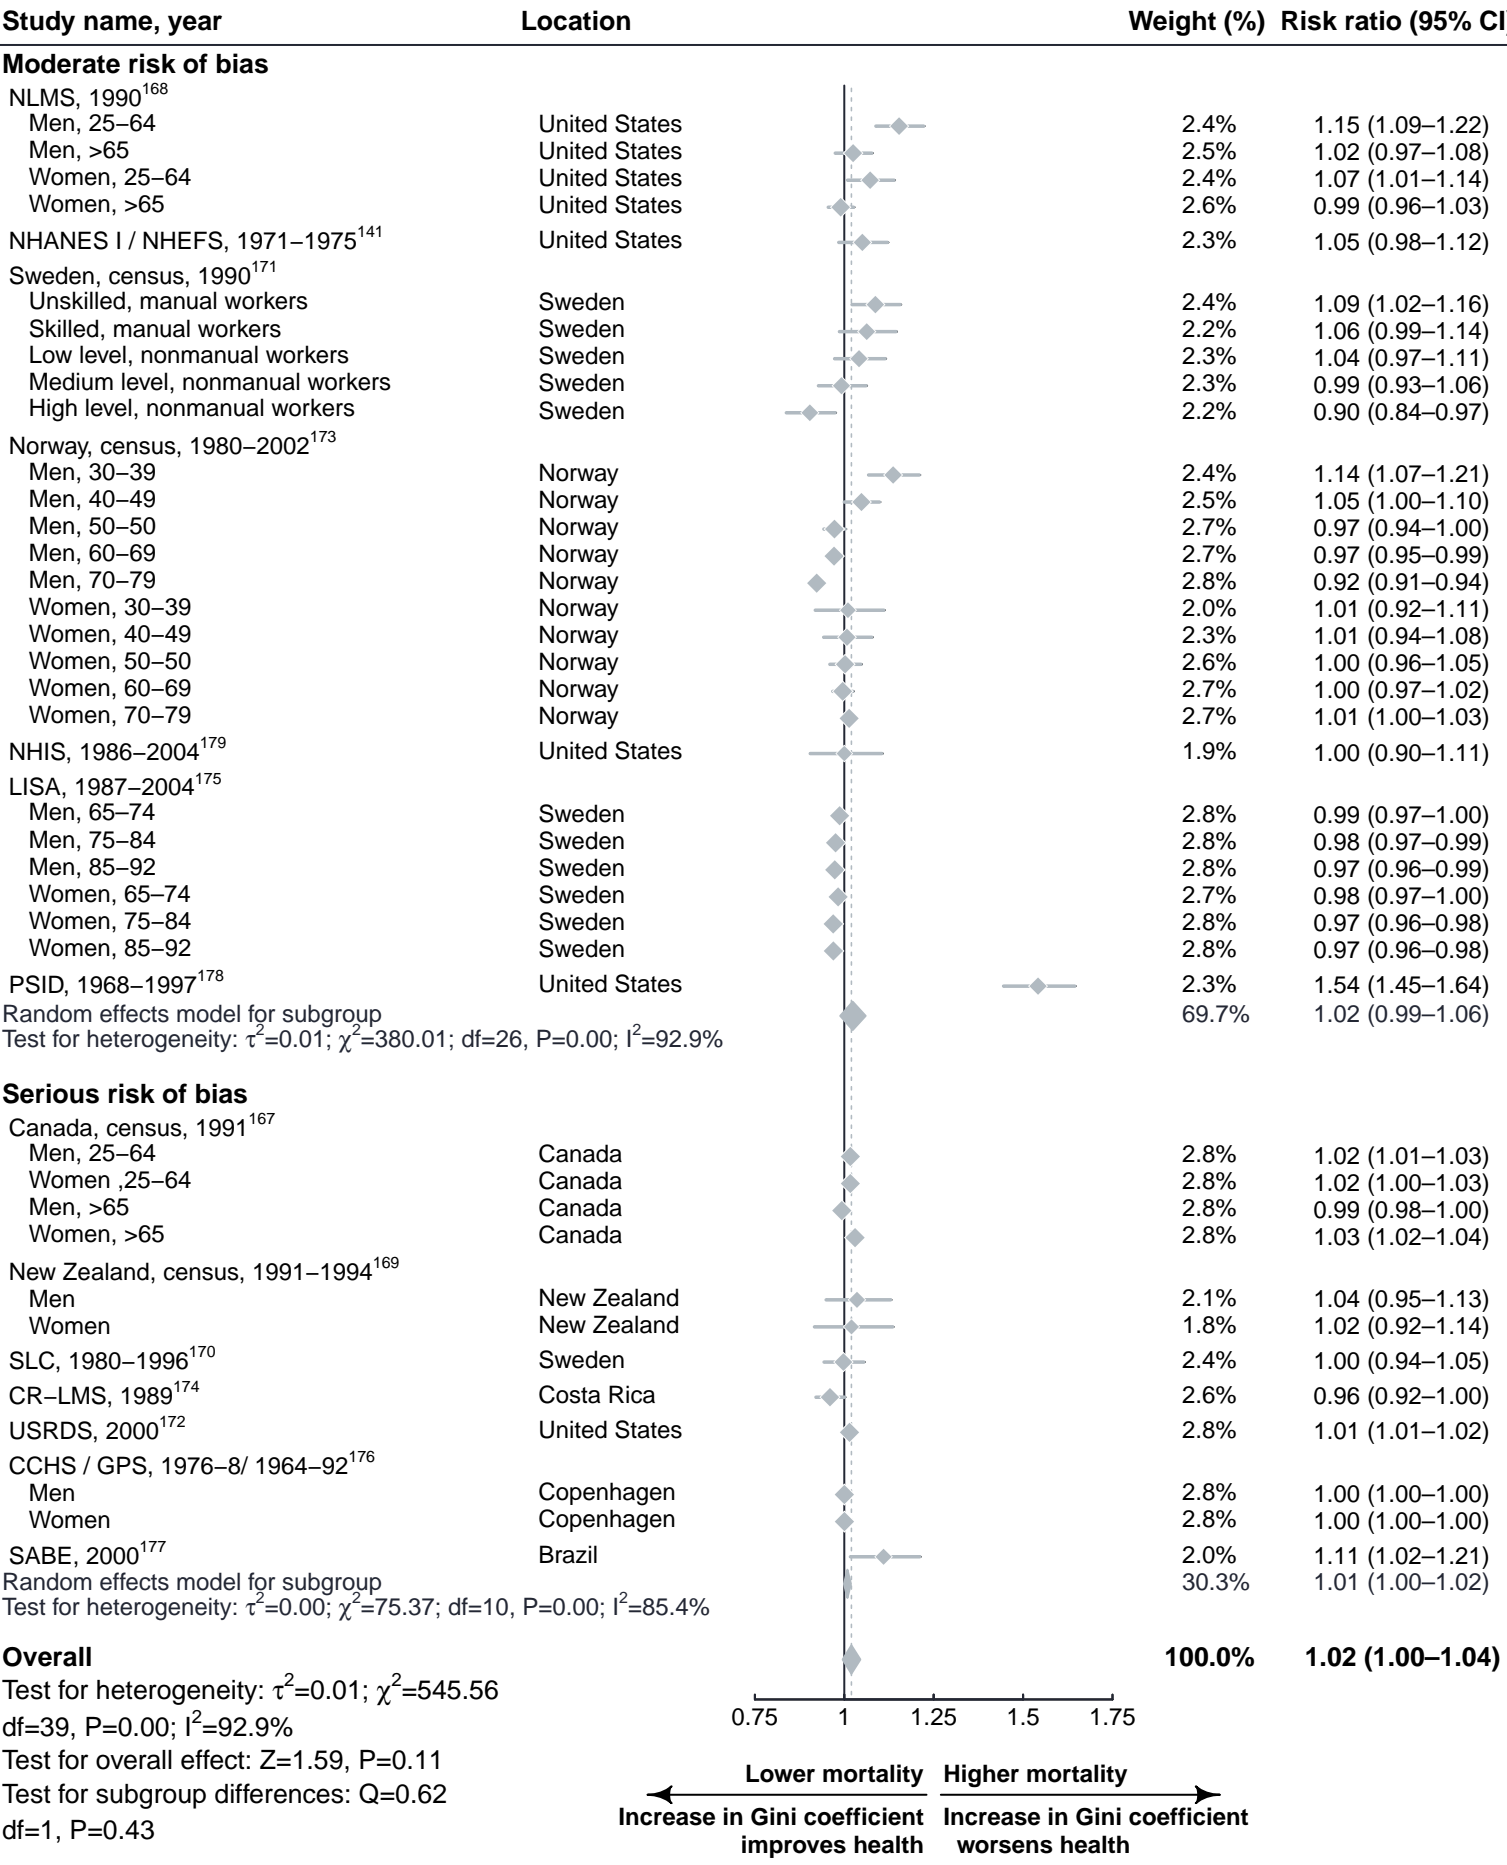 Study name, year Location Weight (%) Risk ratio (95% CI)
Moderate risk of bias
NLMS, 1990168
Men, 25–64 United States 2.4% 1.15 (1.09–1.22)
Men, >65 United States 2.5% 1.02 (0.97–1.08)
Women, 25–64 United States 2.4% 1.07 (1.01–1.14)
Women, >65 United States 2.6% 0.99 (0.96–1.03)
NHANES I / NHEFS, 1971–1975141 United States 2.3% 1.05 (0.98–1.12)
Sweden, census, 1990171
Unskilled, manual workers Sweden 2.4% 1.09 (1.02–1.16)
Skilled, manual workers Sweden 2.2% 1.06 (0.99–1.14)
Low level, nonmanual workers Sweden 2.3% 1.04 (0.97–1.11)
Medium level, nonmanual workers Sweden 2.3% 0.99 (0.93–1.06)
High level, nonmanual workers Sweden 2.2% 0.90 (0.84–0.97)
Norway, census, 1980–2002173
Men, 30–39 Norway 2.4% 1.14 (1.07–1.21)
Men, 40–49 Norway 2.5% 1.05 (1.00–1.10)
Men, 50–50 Norway 2.7% 0.97 (0.94–1.00)
Men, 60–69 Norway 2.7% 0.97 (0.95–0.99)
Men, 70–79 Norway 2.8% 0.92 (0.91–0.94)
Women, 30–39 Norway 2.0% 1.01 (0.92–1.11)
Women, 40–49 Norway 2.3% 1.01 (0.94–1.08)
Women, 50–50 Norway 2.6% 1.00 (0.96–1.05)
Women, 60–69 Norway 2.7% 1.00 (0.97–1.02)
Women, 70–79 Norway 2.7% 1.01 (1.00–1.03)
NHIS, 1986–2004179 United States 1.9% 1.00 (0.90–1.11)
LISA, 1987–2004175
Men, 65–74 Sweden 2.8% 0.99 (0.97–1.00)
Men, 75–84 Sweden 2.8% 0.98 (0.97–0.99)
Men, 85–92 Sweden 2.8% 0.97 (0.96–0.99)
Women, 65–74 Sweden 2.7% 0.98 (0.97–1.00)
Women, 75–84 Sweden 2.8% 0.97 (0.96–0.98)
Women, 85–92 Sweden 2.8% 0.97 (0.96–0.98)
PSID, 1968–1997178 United States 2.3% 1.54 (1.45–1.64)
Random effects model for subgroup 69.7% 1.02 (0.99–1.06)
Test for heterogeneity: τ2=0.01; χ2=380.01; df=26, P=0.00; I2=92.9%
Serious risk of bias
Canada, census, 1991167
Men, 25–64 Canada 2.8% 1.02 (1.01–1.03)
Women ,25–64 Canada 2.8% 1.02 (1.00–1.03)
Men, >65 Canada 2.8% 0.99 (0.98–1.00)
Women, >65 Canada 2.8% 1.03 (1.02–1.04)
New Zealand, census, 1991–1994169
Men New Zealand 2.1% 1.04 (0.95–1.13)
Women New Zealand 1.8% 1.02 (0.92–1.14)
SLC, 1980–1996170 Sweden 2.4% 1.00 (0.94–1.05)
CR–LMS, 1989174 Costa Rica 2.6% 0.96 (0.92–1.00)
USRDS, 2000172 United States 2.8% 1.01 (1.01–1.02)
CCHS / GPS, 1976–8/ 1964–92176
Men Copenhagen 2.8% 1.00 (1.00–1.00)
Women Copenhagen 2.8% 1.00 (1.00–1.00)
SABE, 2000177 Brazil 2.0% 1.11 (1.02–1.21)
Random effects model for subgroup 30.3% 1.01 (1.00–1.02)
Test for heterogeneity: τ2=0.00; χ2=75.37; df=10, P=0.00; I2=85.4%
Overall 100.0% 1.02 (1.00–1.04)
Test for heterogeneity: τ2=0.01; χ2=545.56
df=39, P=0.00; I2=92.9%
Test for overall effect: Z=1.59, P=0.11
Test for subgroup differences: Q=0.62
df=1, P=0.43
0.75 1 1.25 1.5 1.75
Lower mortality Higher mortality
Increase in Gini coefficient Increase in Gini coefficient
improves health worsens health